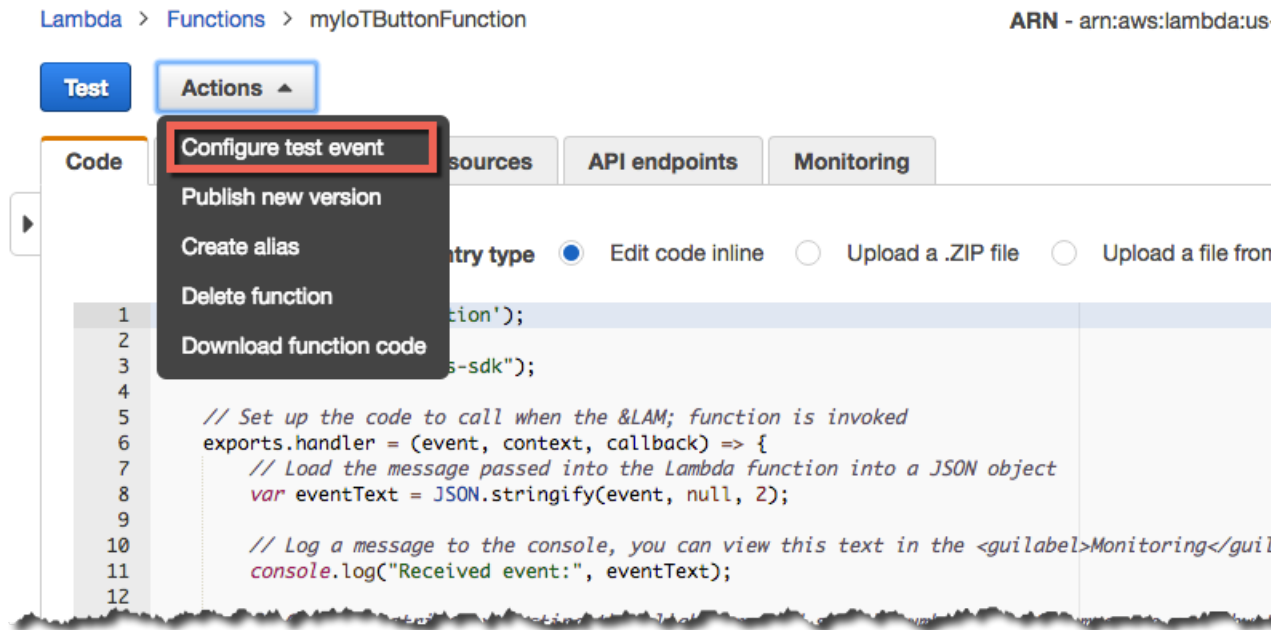 Lambda > Functions > myIoTButtonFunction ARN - arn:aws:lambda:us-
Test Actions
Configure test event
Code sources API endpoints Monitoring
Publish new version
Create alias
ntry type Edit code inline Upload a .ZIP file Upload a file from
Delete function
1 tion');
2
Download function code
3 s-sdk");
4
5 // Set up the code to call when the &LAM; function is invoked
6 exports.handler = (event, context, callback) => {
7 // Load the message passed into the Lambda function into a JSON object
8 var eventText = JSON.stringify(event, null, 2);
9
10 // Log a message to the console, you can view this text in the <guilabel>Monitoring</guil
11 console.log("Received event:", eventText);
12